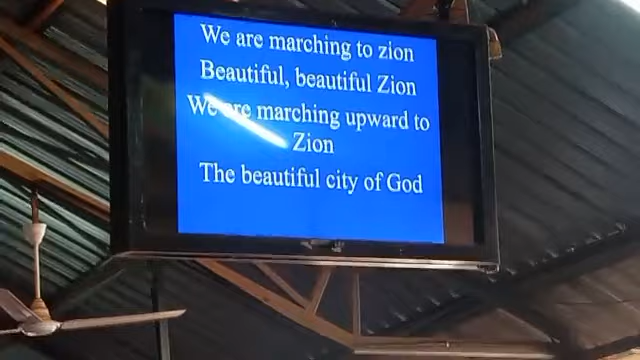 We are marching to zion
Beautiful, beautiful Zion
We are marching upward to
Zion
The beautiful city of God